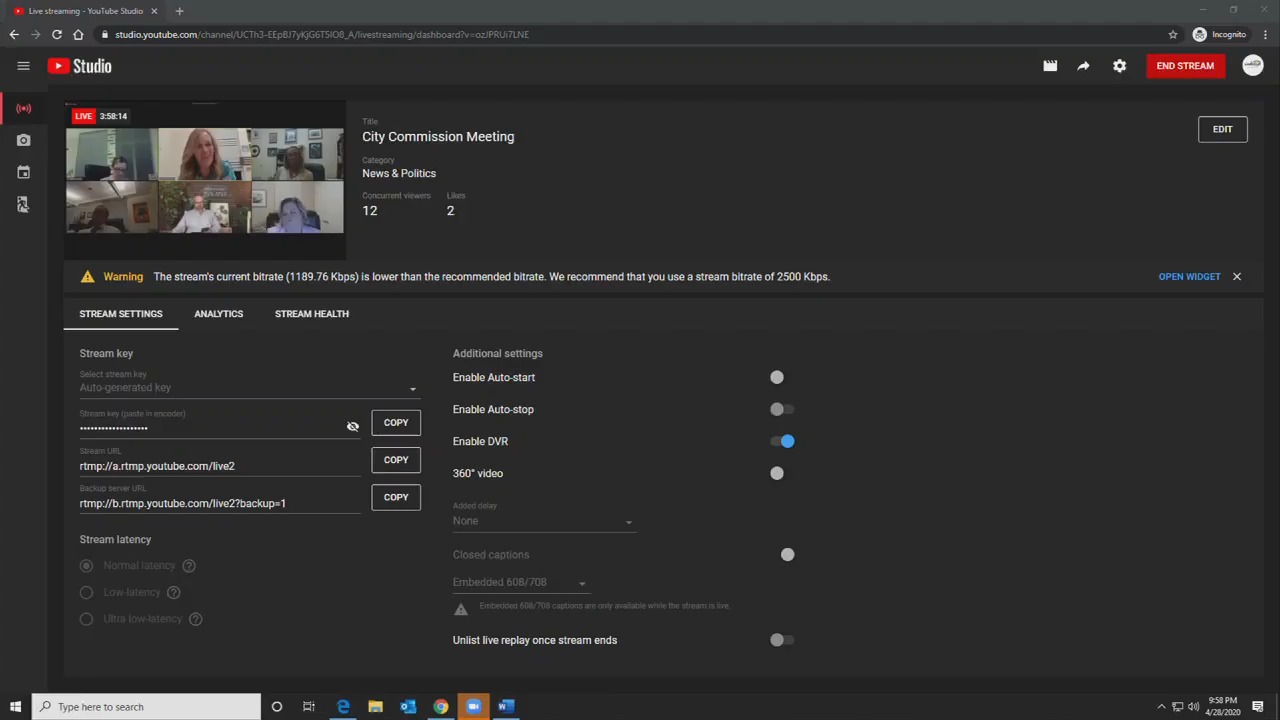 Live streaming - YouTube Studio
studio.youtube.com/channel/UCTh3-EEpBJ7yKjG6T5IO8_A/livestreaming/dashboard?v=ozJPRUi7LNE
Incognito
Studio
END STREAM
LIVE 3:58:14
Title:
City Commission Meeting
EDIT
Category
News & Politics
Concurrent viewers Likes
12 2
Warning The stream's current bitrate (1189.76 Kbps) is lower than the recommended bitrate. We recommend that you use a stream bitrate of 2500 Kbps. OPEN WIDGET
STREAM SETTINGS ANALYTICS STREAM HEALTH
Stream key
Select stream key
Auto-generated key
Stream key (paste in encoder)
•••••••••••••••••••
COPY
Stream URL
rtmp://a.rtmp.youtube.com/live2
COPY
Backup server URL
rtmp://b.rtmp.youtube.com/live2?backup=1
COPY
Stream latency
Normal latency
Low-latency
Ultra low-latency
Additional settings
Enable Auto-start
Enable Auto-stop
Enable DVR
360° video
Added delay
None
Closed captions
Embedded 608/708
Embedded 608/708 captions are only available while the stream is live.
Unlist live replay once stream ends
Type here to search
9:58 PM
4/28/2020